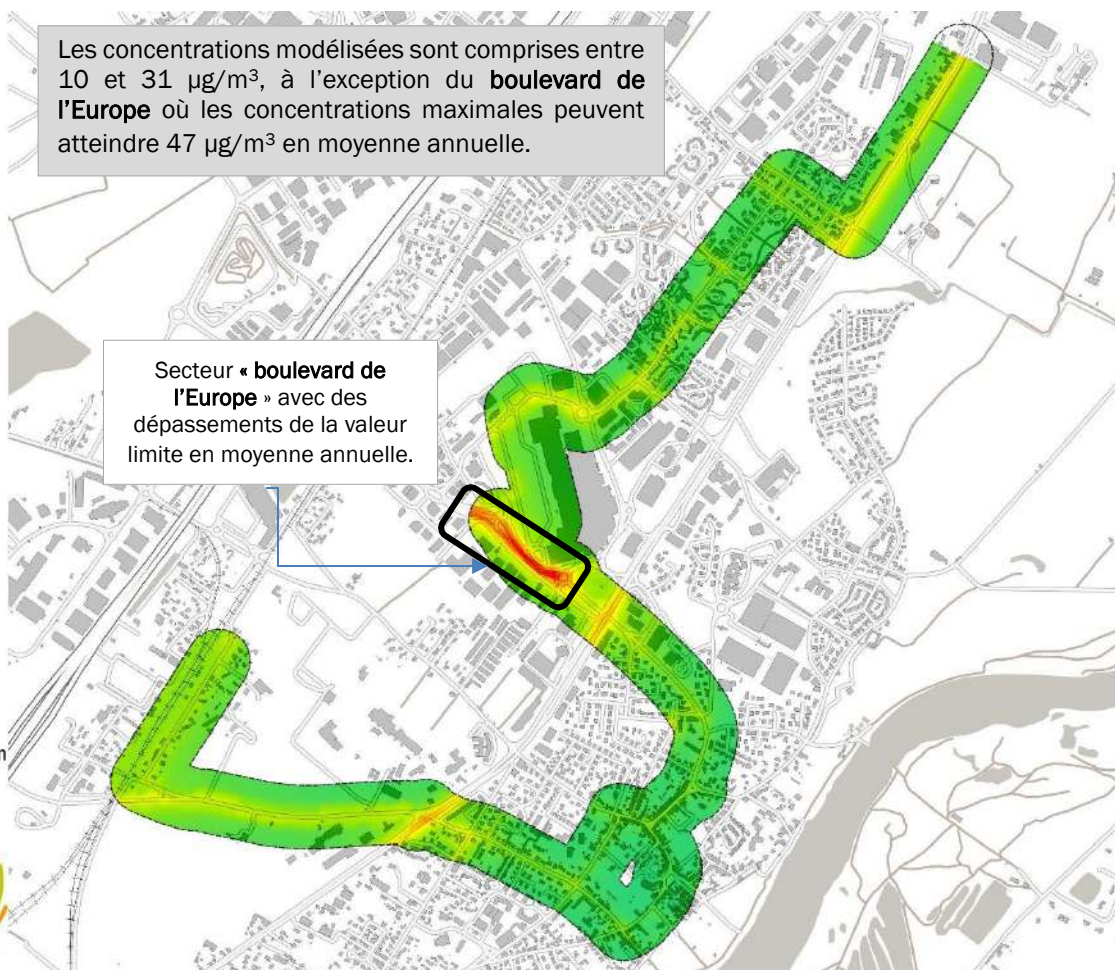 Les concentrations modélisées sont comprises entre
10 et 31 µg/m³, à l’exception du boulevard de
l’Europe où les concentrations maximales peuvent
atteindre 47 µg/m³ en moyenne annuelle.
Secteur « boulevard de
l’Europe » avec des
dépassements de la valeur
limite en moyenne annuelle.